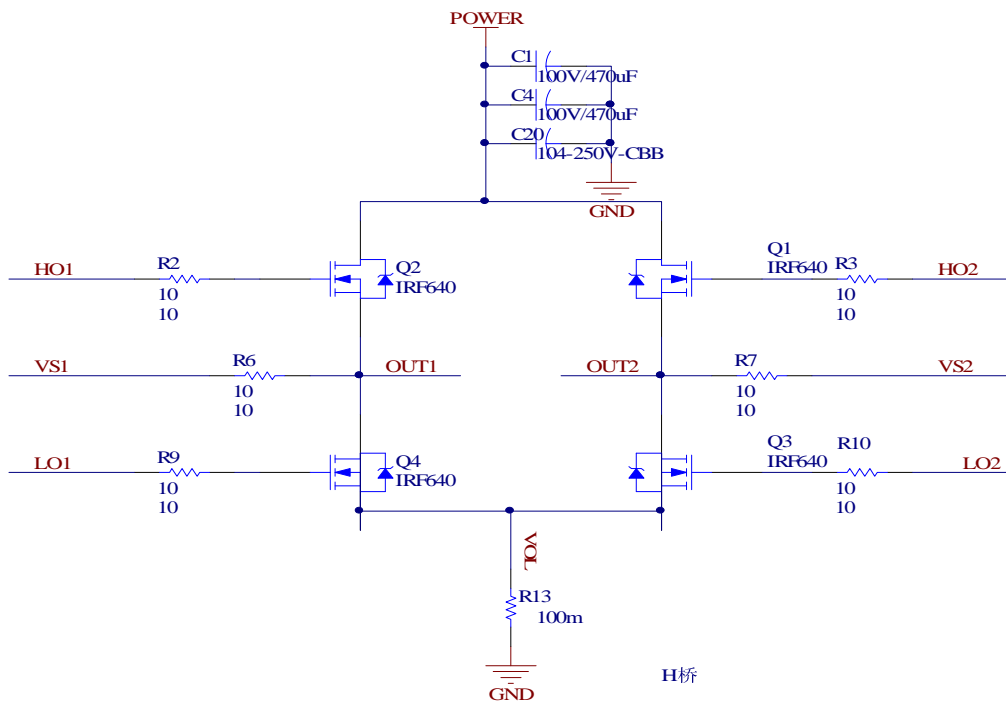 POWER
C1
100V/470uF
C4
100V/470uF
C20
104-250V-CBB
GND
HO1
R2
10
10
Q2
IRF640
Q1
IRF640
R3
10
10
HO2
VS1
R6
10
10
OUT1
OUT2
R7
10
10
VS2
LO1
R9
10
10
Q4
IRF640
Q3
IRF640
R10
10
10
LO2
VOL
R13
100m
GND
H桥